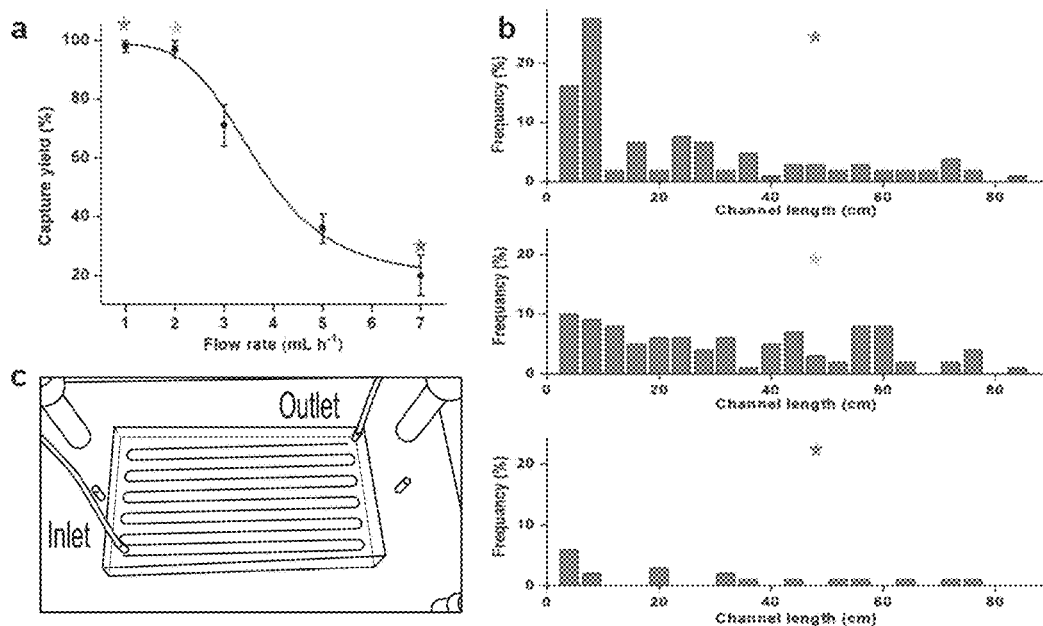 a
Capture yield (%)
100
80
60
40
20
1 2 3 4 5 6 7
Flow rate (mL h⁻¹)
b
Frequency (%)
20
10
0
0 20 40 60 80
Channel length (cm)
Frequency (%)
20
10
0
0 20 40 60 80
Channel length (cm)
Frequency (%)
20
10
0
0 20 40 60 80
Channel length (cm)
c
Outlet
Inlet